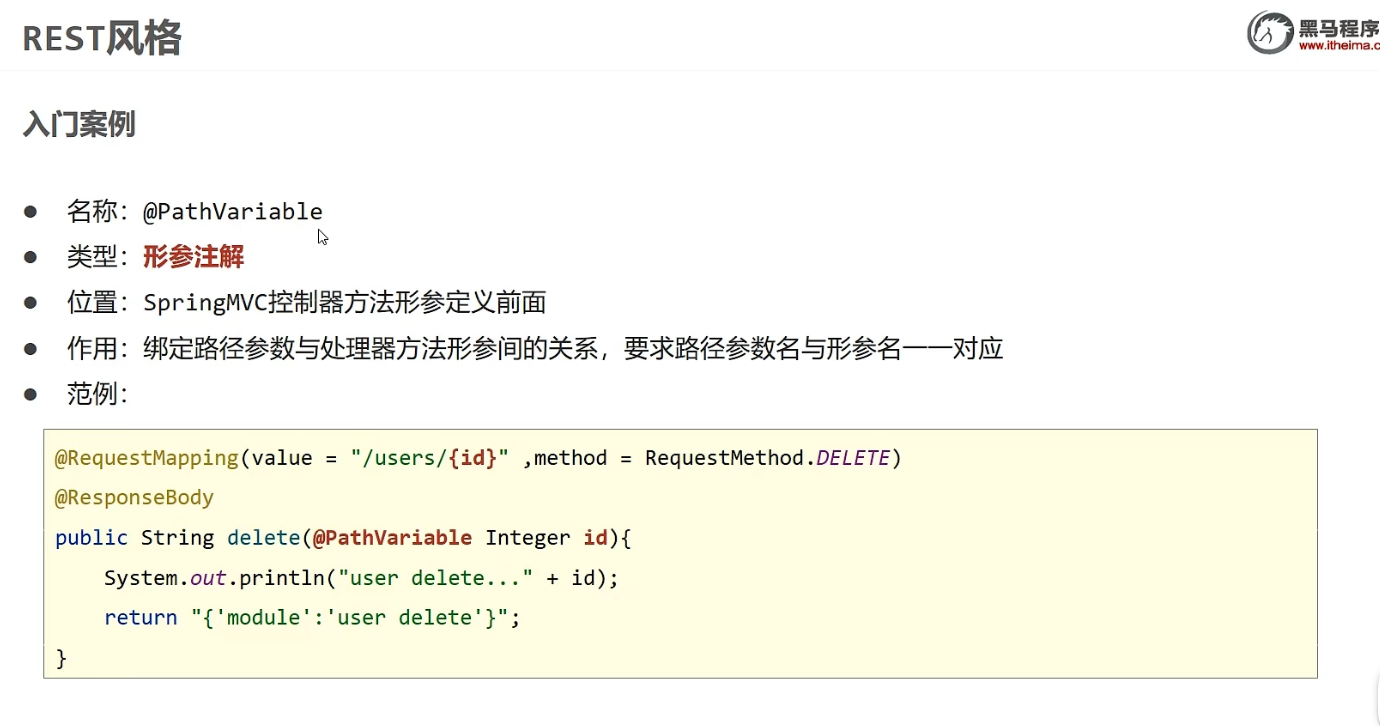 REST风格
黑马程序
www.itheima.c
入门案例
● 名称：@PathVariable
● 类型：形参注解
● 位置：SpringMVC控制器方法形参定义前面
● 作用：绑定路径参数与处理器方法形参间的关系，要求路径参数名与形参名一一对应
● 范例：
@RequestMapping(value = "/users/{id}" ,method = RequestMethod.DELETE)
@ResponseBody
public String delete(@PathVariable Integer id){
    System.out.println("user delete..." + id);
    return "{'module':'user delete'}";
}